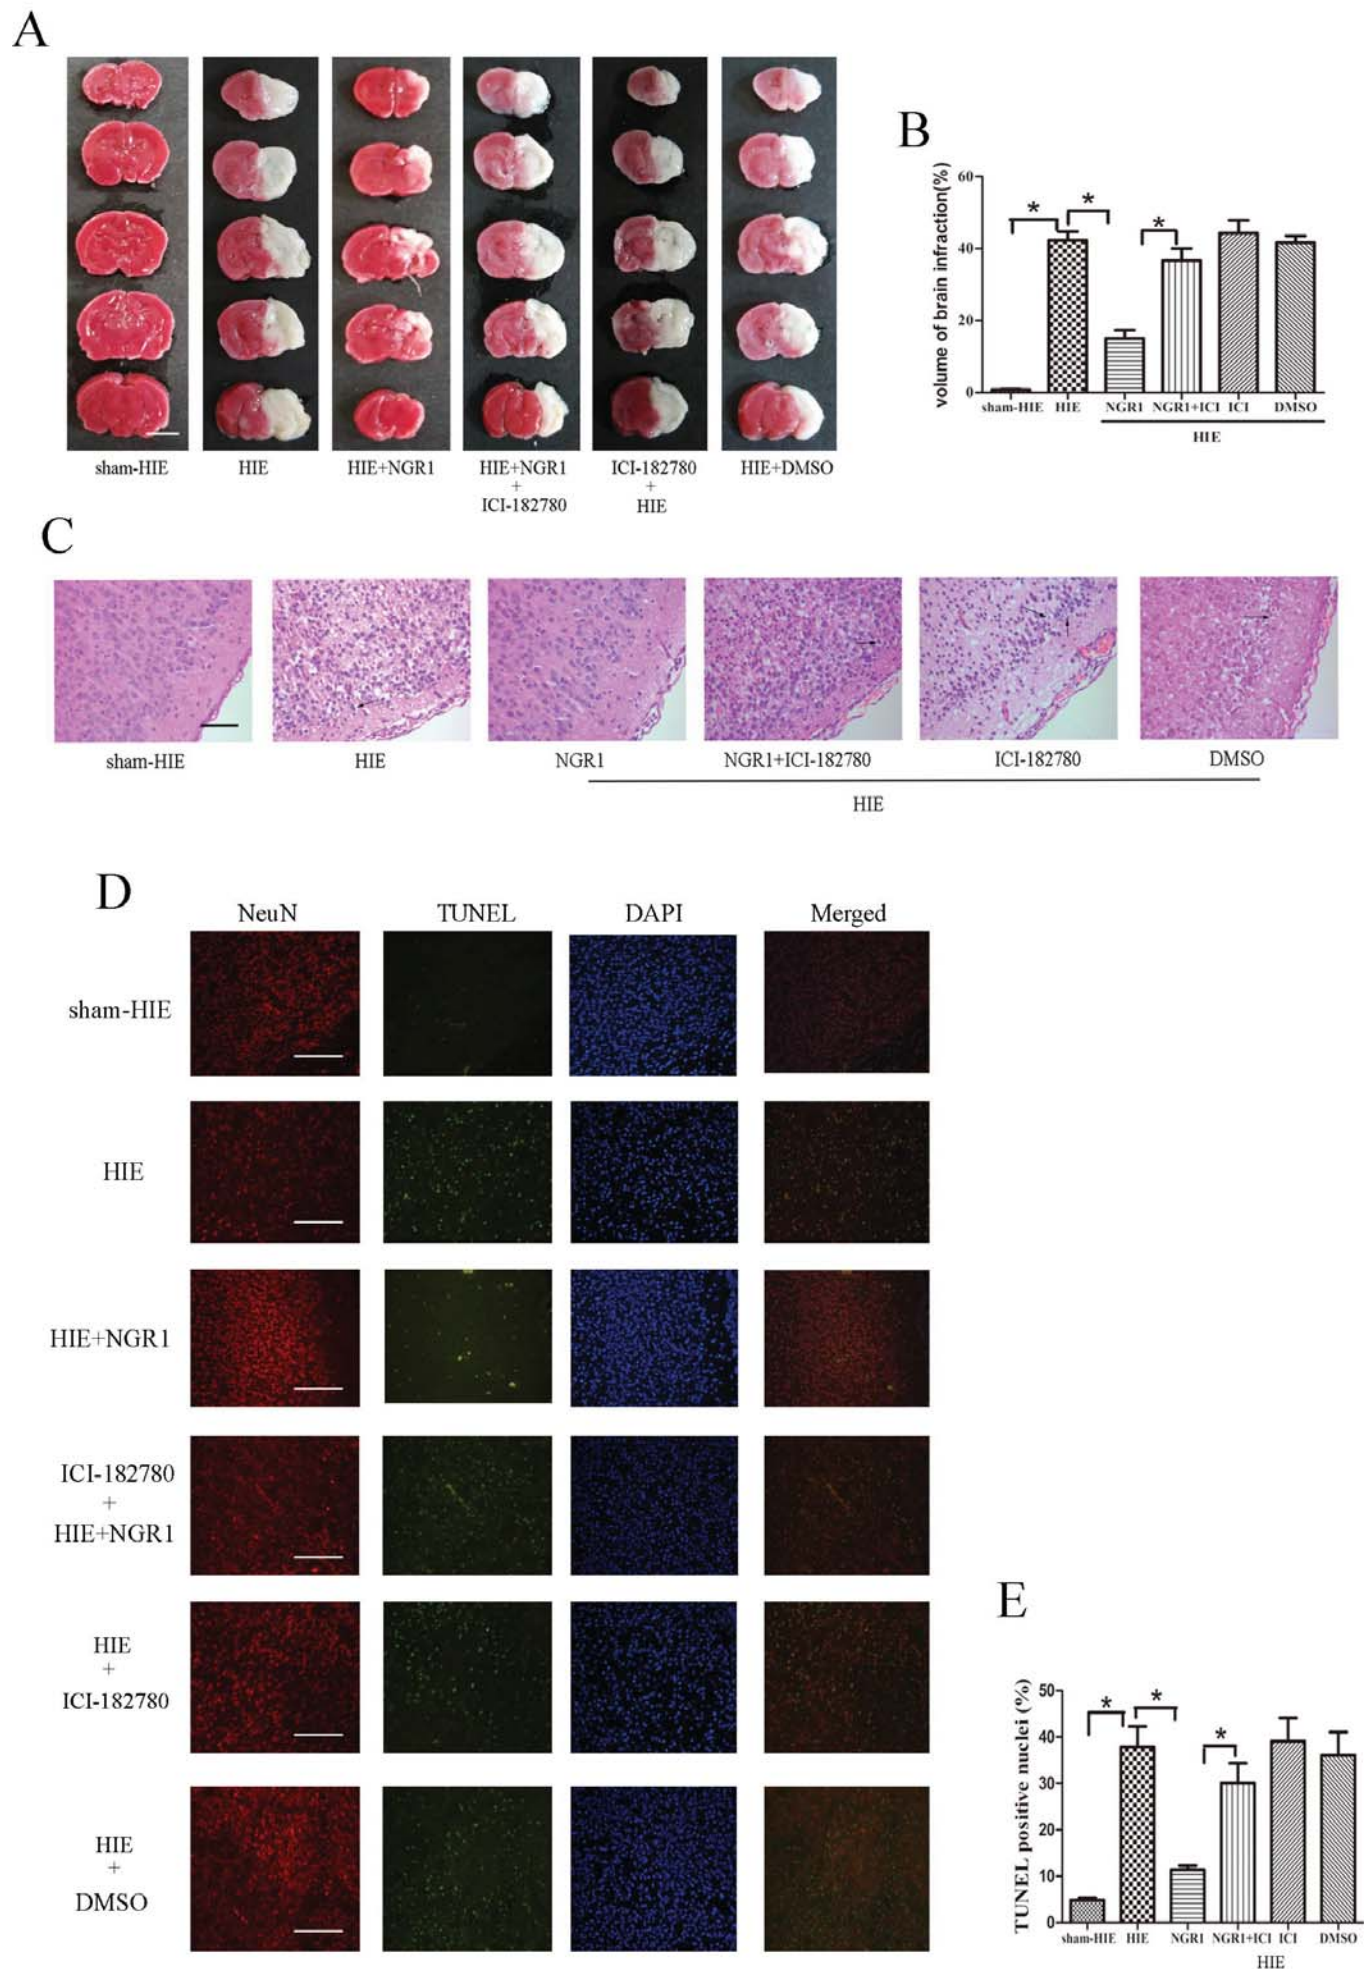 A
sham-HIE
HIE
HIE+NGR1
HIE+NGR1
+
ICI-182780
ICI-182780
+
HIE
HIE+DMSO
B
volume of brain infraction(%)
60
40
20
0
*
*
*
sham-HIE
HIE
NGR1
NGR1+ICI
ICI
DMSO
HIE
C
sham-HIE
HIE
NGR1
NGR1+ICI-182780
ICI-182780
DMSO
HIE
D
NeuN
TUNEL
DAPI
Merged
sham-HIE
HIE
HIE+NGR1
ICI-182780
+
HIE+NGR1
HIE
+
ICI-182780
HIE
+
DMSO
E
TUNEL positive nuclei (%)
50
40
30
20
10
0
*
*
*
sham-HIE
HIE
NGR1
NGR1+ICI
ICI
DMSO
HIE